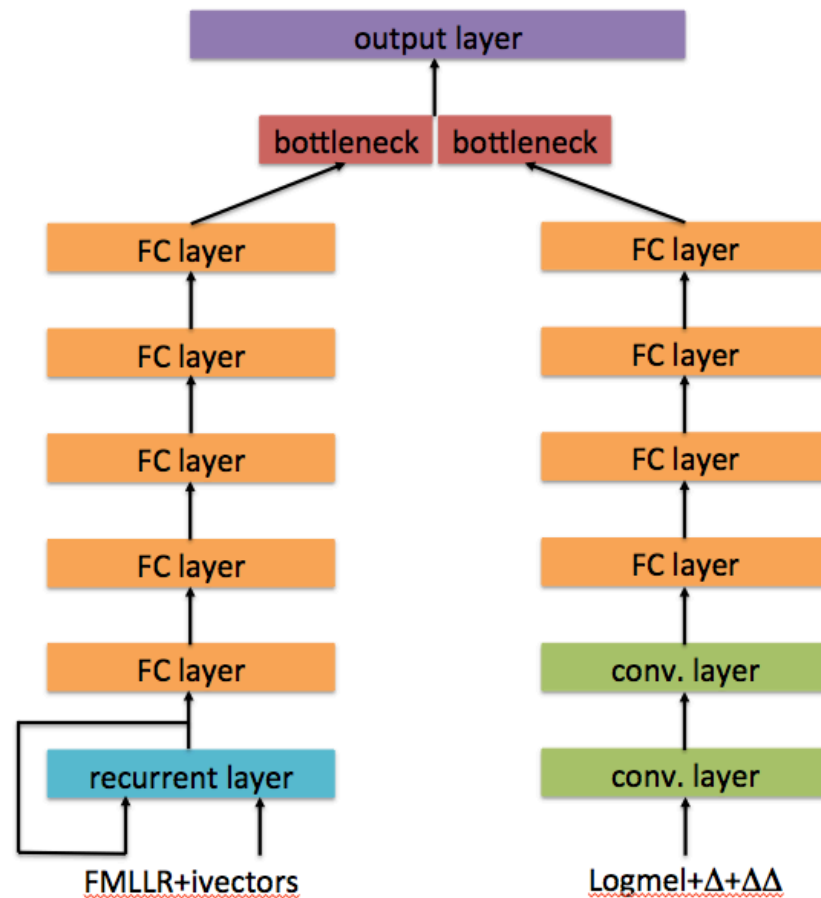 output layer
bottleneck bottleneck
FC layer FC layer
FC layer FC layer
FC layer FC layer
FC layer FC layer
FC layer conv. layer
recurrent layer conv. layer
FMLLR+ivectors Logmel+Δ+ΔΔ